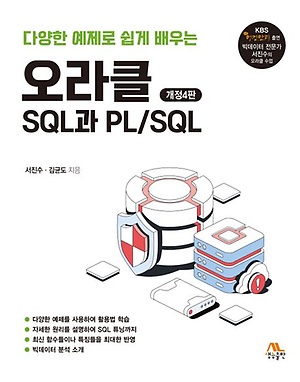 다양한 예제로 쉽게 배우는
오라클
SQL과 PL/SQL
개정4판
KBS
출연
빅데이터 전문가
서진수의
오라클 수업
서진수 · 김균도 지음
• 다양한 예제를 사용하여 활용법 학습
• 자세한 원리를 설명하여 SQL 튜닝까지
• 최신 함수들이나 특징들을 최대한 반영
• 빅데이터 분석 소개
생능출판